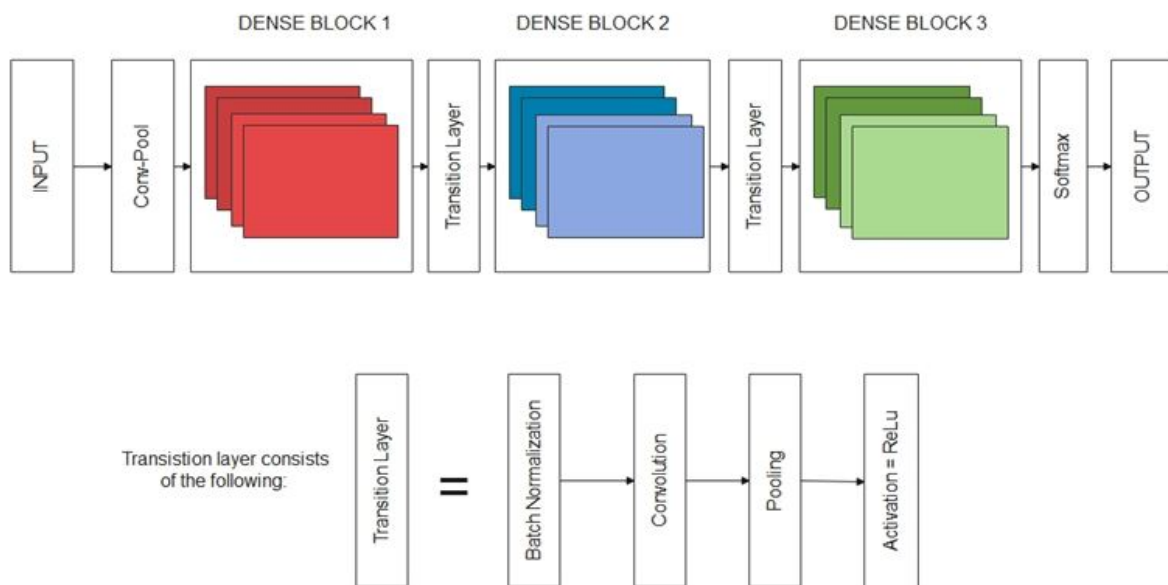 DENSE BLOCK 1
DENSE BLOCK 2
DENSE BLOCK 3
INPUT
Conv-Pool
Transition Layer
Transition Layer
Softmax
OUTPUT
Transistion layer consists
of the following:
Transition Layer
=
Batch Normalization
Convolution
Pooling
Activation = ReLu